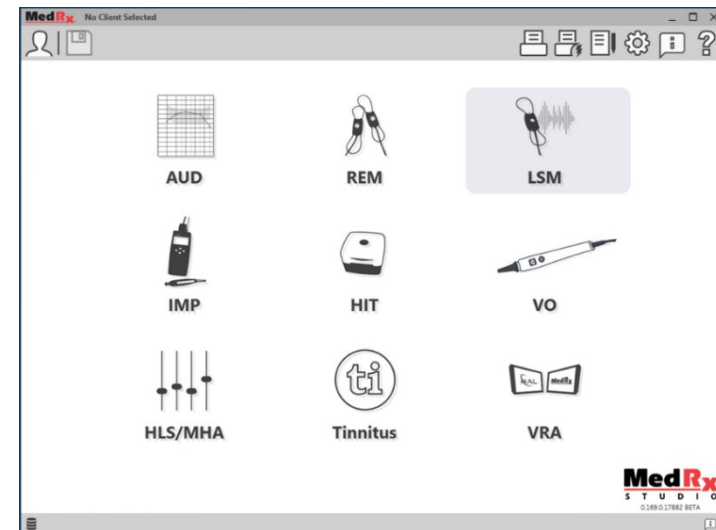 MedRx No Client Selected
AUD REM LSM
IMP HIT VO
ti
NAL MedRx
HLS/MHA Tinnitus VRA
MedRx
STUDIO
0.169.0.17882 BETA